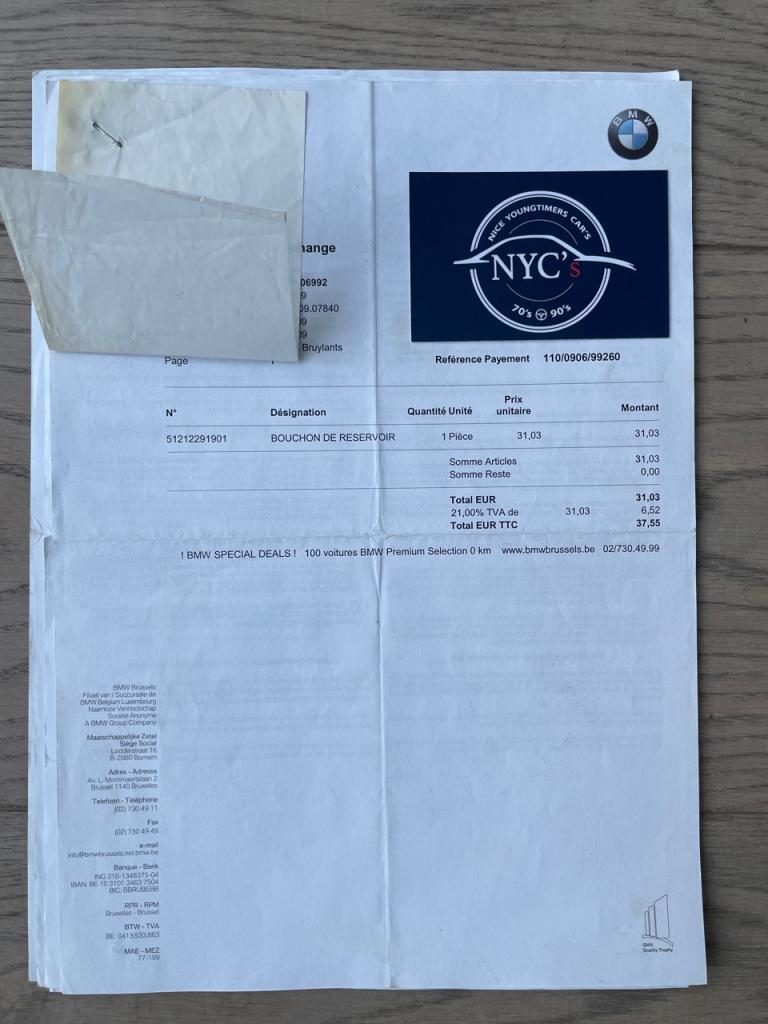 BMW
NICE YOUNGTIMERS CAR'S
NYC's
70's 90's
hange
06992
9
09.07840
09
09
Bruylants
Page
Reférence Payement 110/0906/99260
N° Désignation Quantité Unité Prix unitaire Montant
51212291901 BOUCHON DE RESERVOIR 1 Pièce 31,03 31,03
Somme Articles 31,03
Somme Reste 0,00
Total EUR 31,03
21,00% TVA de 31,03 6,52
Total EUR TTC 37,55
! BMW SPECIAL DEALS ! 100 voitures BMW Premium Selection 0 km www.bmwbrussels.be 02/730.49.99
BMW Brussels
Filiaal van / Succursale de
BMW Belgium Luxembourg
Naamloze Vennootschap
Société Anonyme
A BMW Group Company
Maatschappelijke Zetel
Siège Social
Lodderstraat 16
B-2880 Bornem
Adres - Adresse
Av. L. Mommaertslaan 2
Brussel 1140 Bruxelles
Telefoon - Téléphone
(02) 730 49 11
Fax
(02) 730 49 49
e-mail
info@bmwbrussels.net.bmw.be
Banque - Bank
ING 310-1346375-04
IBAN: BE 10 3101 3463 7504
BIC: BBRUBEBB
RPR - RPM
Bruxelles - Brussel
BTW - TVA
BE 0413.533.863
MAE - MEZ
77-199
QMA
Quality Trophy